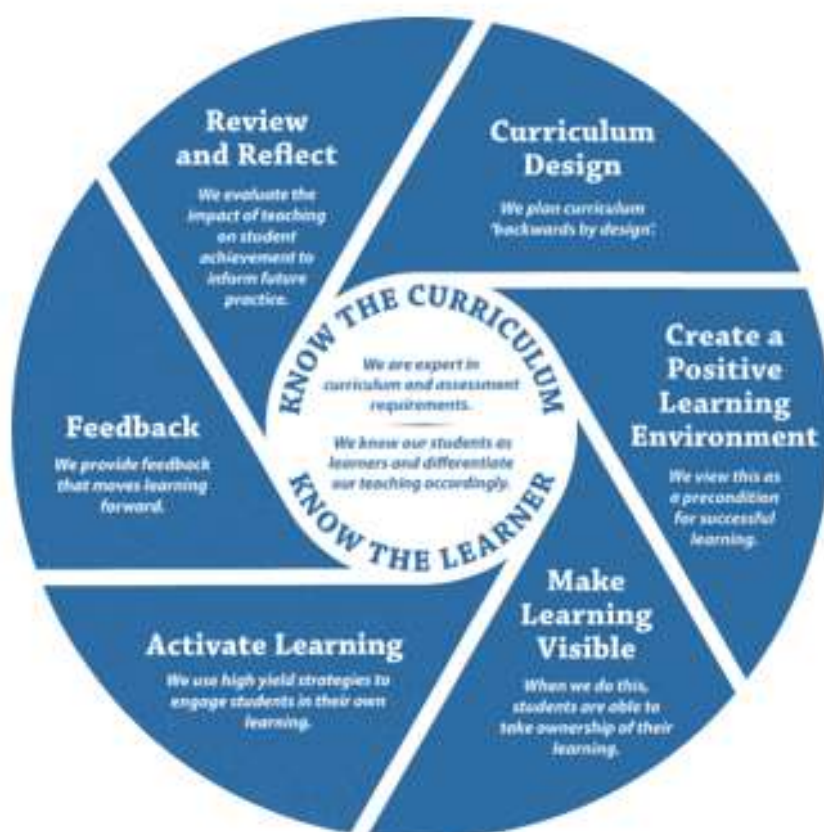 Review
and Reflect
We evaluate the
impact of teaching
on student
achievement to
inform future
practice.
Curriculum
Design
We plan curriculum
'backwards by design'.
Create a
Positive
Learning
Environment
We view this as
a precondition
for successful
learning.
Make
Learning
Visible
When we do this,
students are able to
take ownership of their
learning.
Activate Learning
We use high yield strategies to
engage students in their own
learning.
Feedback
We provide feedback
that moves learning
forward.
KNOW THE CURRICULUM
We are expert in
curriculum and assessment
requirements.
We know our students as
learners and differentiate
our teaching accordingly.
KNOW THE LEARNER